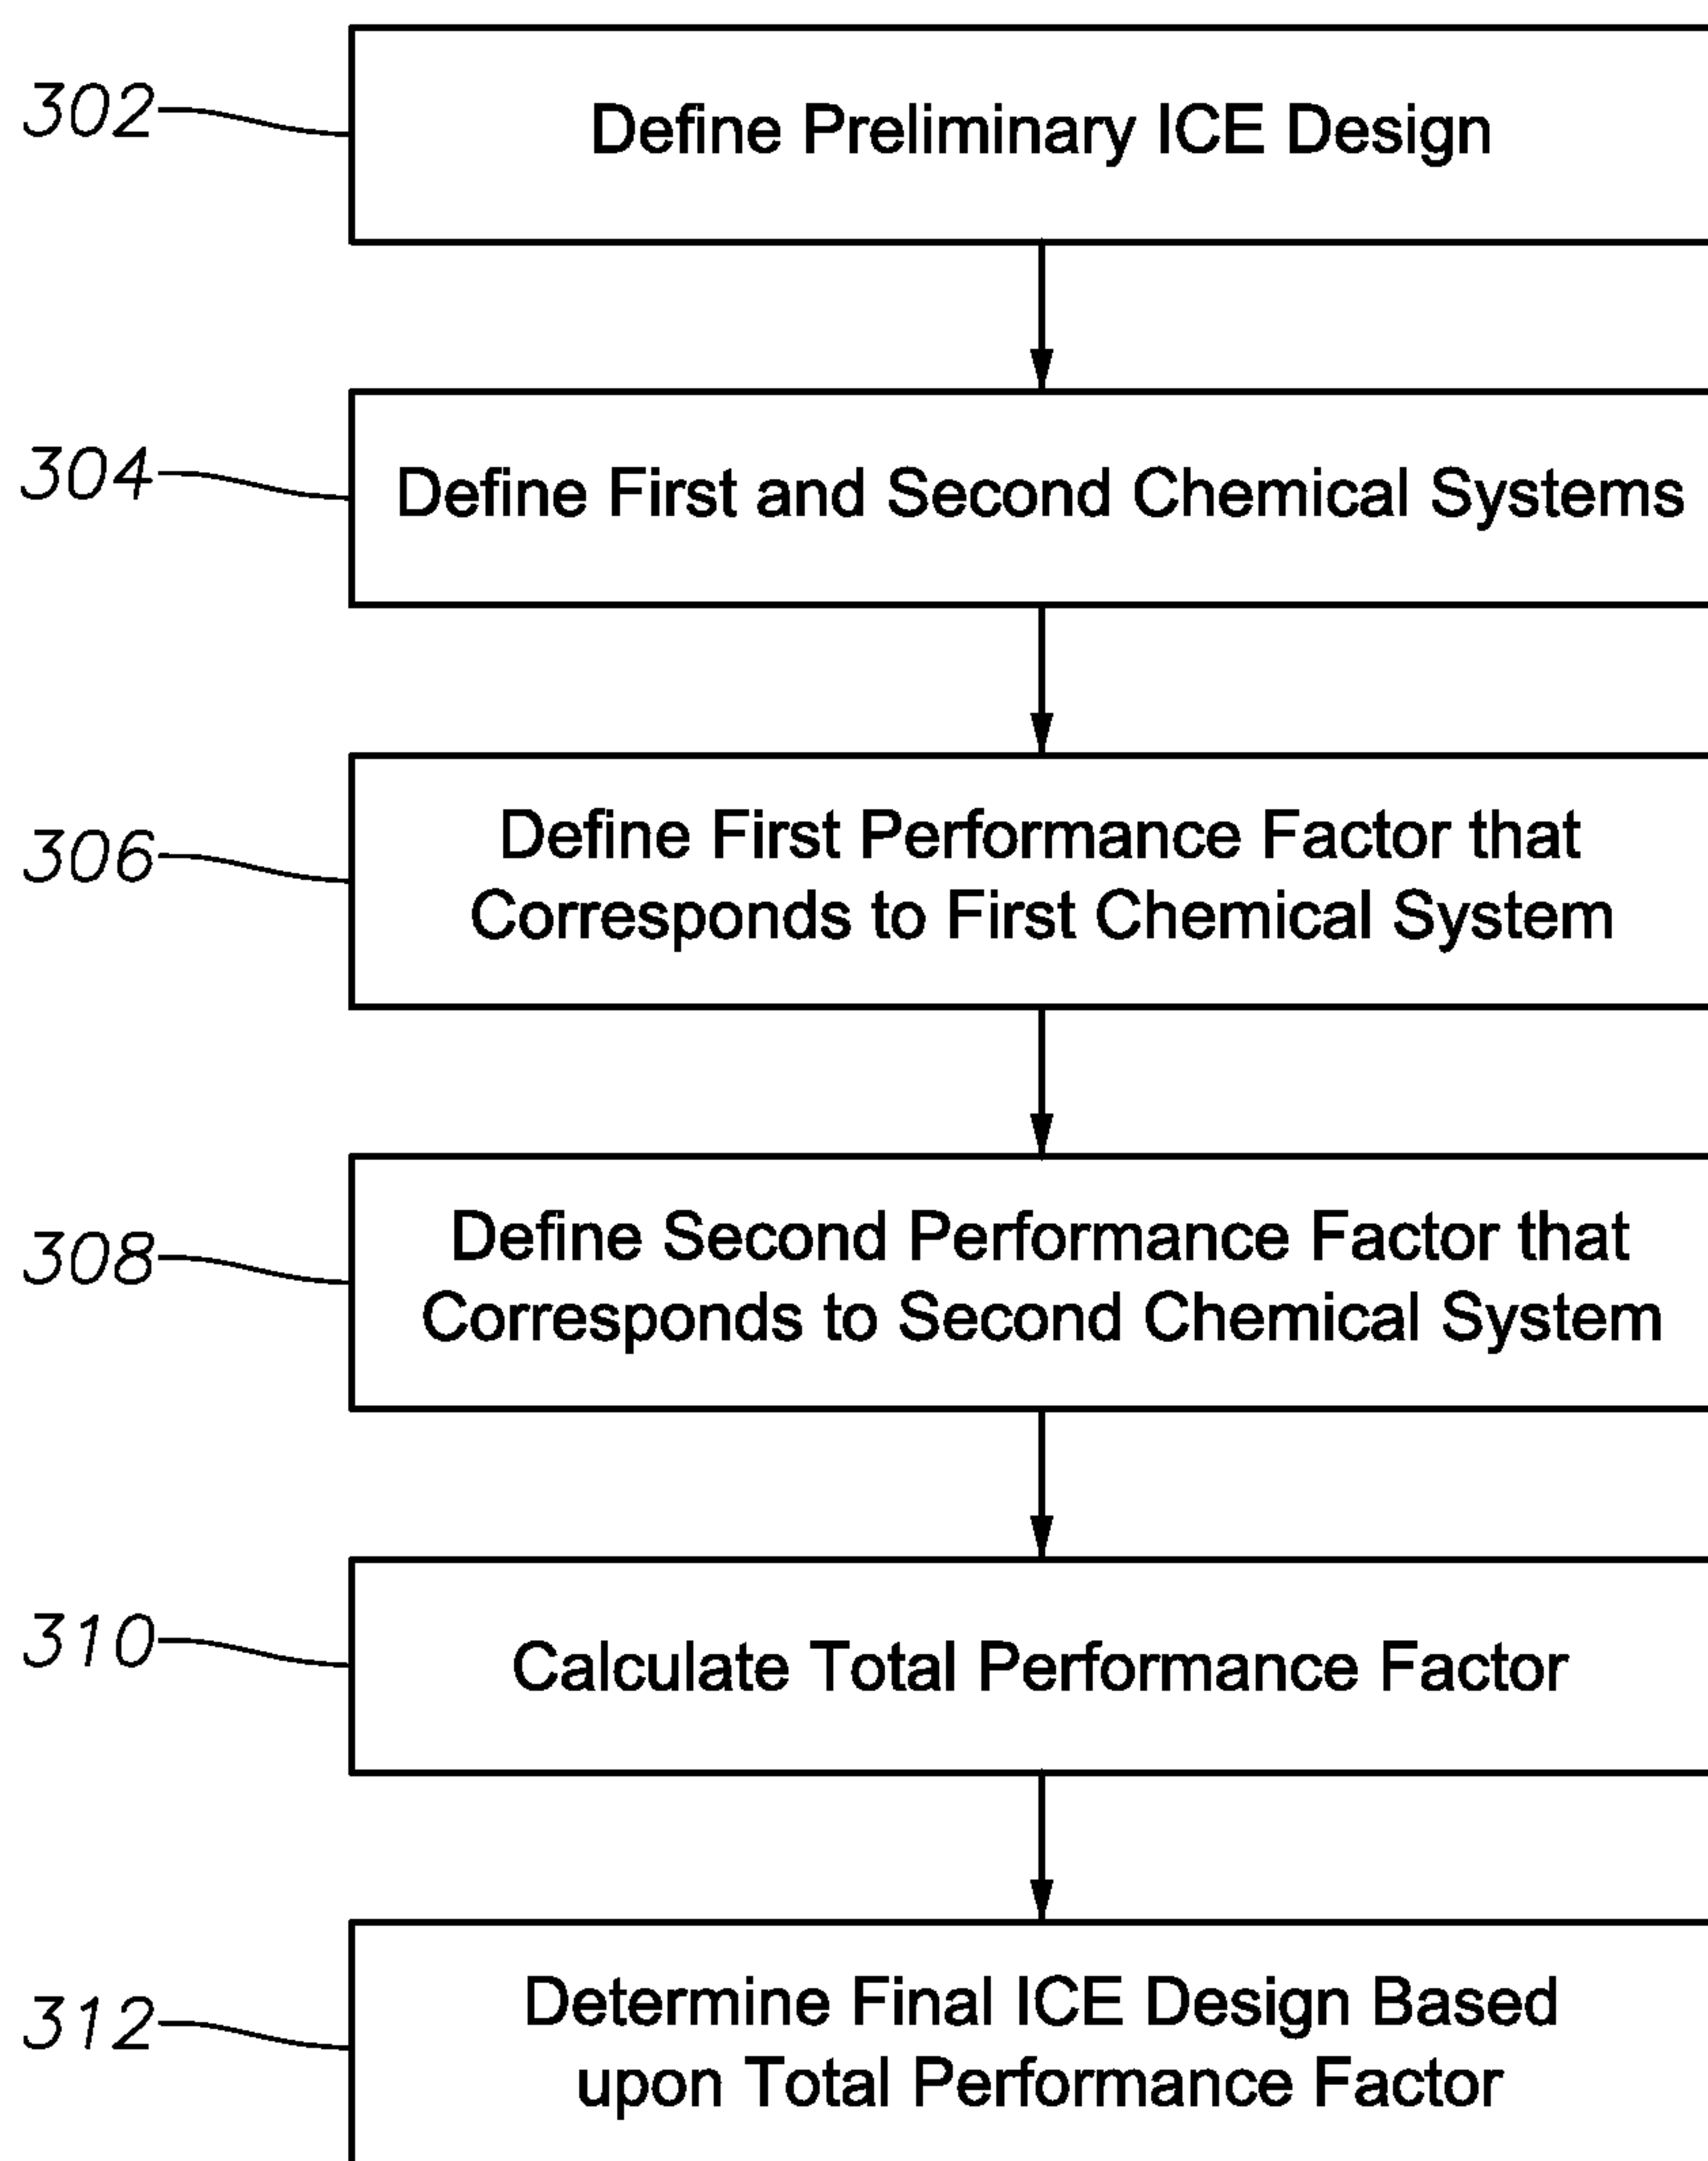 302
Define Preliminary ICE Design
304
Define First and Second Chemical Systems
306
Define First Performance Factor that
Corresponds to First Chemical System
308
Define Second Performance Factor that
Corresponds to Second Chemical System
310
Calculate Total Performance Factor
312
Determine Final ICE Design Based
upon Total Performance Factor